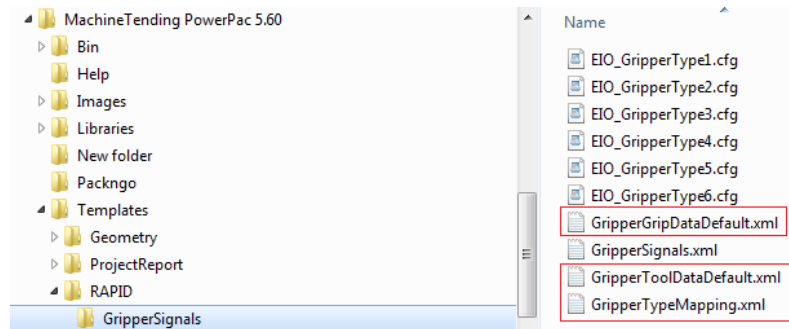 MachineTending PowerPac 5.60
Bin
Help
Images
Libraries
New folder
Packngo
Templates
Geometry
ProjectReport
RAPID
GripperSignals
Name
EIO_GripperType1.cfg
EIO_GripperType2.cfg
EIO_GripperType3.cfg
EIO_GripperType4.cfg
EIO_GripperType5.cfg
EIO_GripperType6.cfg
GripperGripDataDefault.xml
GripperSignals.xml
GripperToolDataDefault.xml
GripperTypeMapping.xml